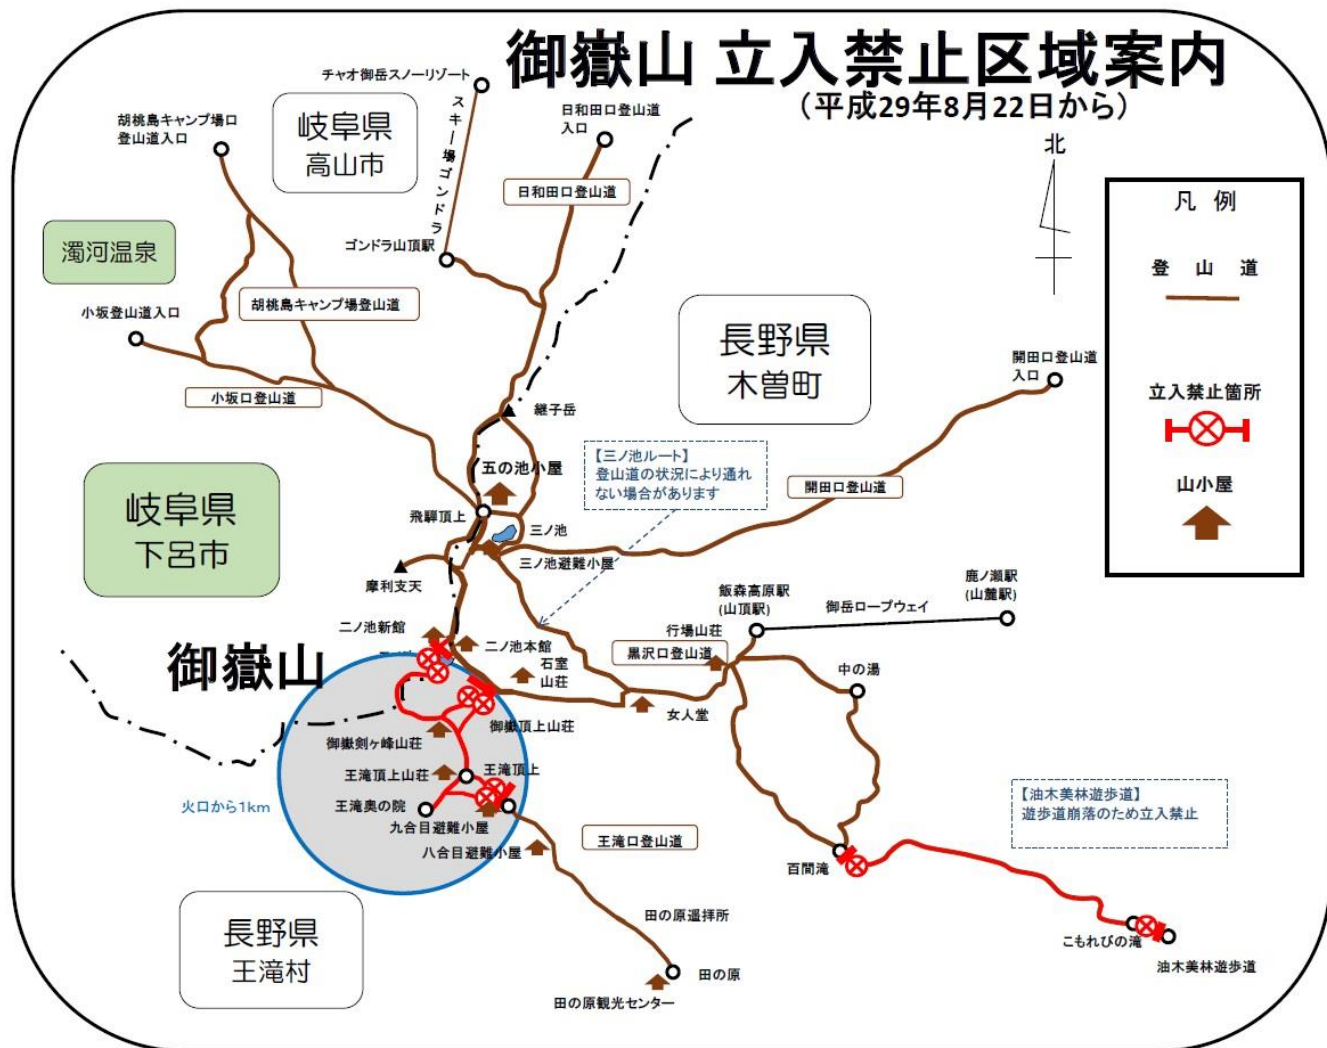 御嶽山 立入禁止区域案内
（平成29年8月22日から）
チャオ御岳スノーリゾート
スキー場ゴンドラ
日和田口登山道
入口
胡桃島キャンプ場口
登山道入口
岐阜県
高山市
北
凡 例
登 山 道
立入禁止箇所
山小屋
日和田口登山道
濁河温泉
ゴンドラ山頂駅
胡桃島キャンプ場登山道
小坂登山道入口
長野県
木曽町
開田口登山道
入口
小坂口登山道
継子岳
【三ノ池ルート】
登山道の状況により通れ
ない場合があります
五の池小屋
開田口登山道
岐阜県
下呂市
飛騨頂上
三ノ池
三ノ池避難小屋
摩利支天
飯森高原駅
(山頂駅)
御岳ロープウェイ
鹿ノ瀬駅
(山麓駅)
二ノ池新館
二ノ池本館
行場山荘
黒沢口登山道
御嶽山
石室
山荘
中の湯
女人堂
御嶽頂上山荘
御嶽剣ヶ峰山荘
王滝頂上山荘
王滝頂上
火口から1km
王滝奥の院
九合目避難小屋
八合目避難小屋
王滝口登山道
【油木美林遊歩道】
遊歩道崩落のため立入禁止
百間滝
長野県
王滝村
田の原遥拝所
こもれびの滝
油木美林遊歩道
田の原
田の原観光センター